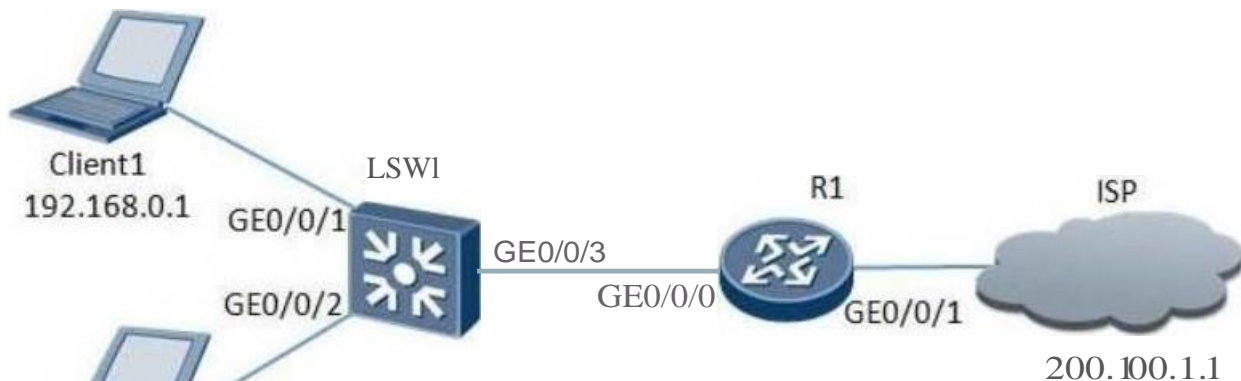 Client1
192.168.0.1
LSWl
GE0/0/1
GE0/0/2
GE0/0/3
GE0/0/0
R1
GE0/0/1
ISP
200.100.1.1